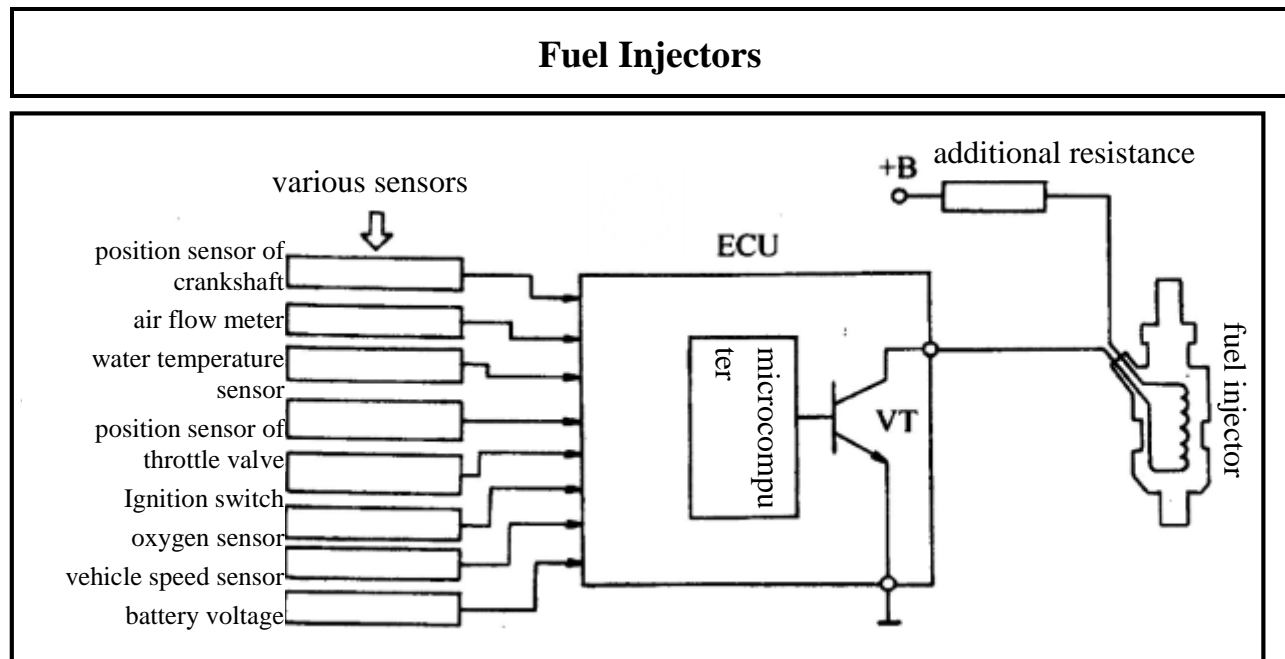 Fuel Injectors
additional resistance
+B
various sensors
ECU
position sensor of
crankshaft
air flow meter
water temperature
sensor
position sensor of
throttle valve
Ignition switch
oxygen sensor
vehicle speed sensor
battery voltage
microcompu
ter
VT
fuel injector